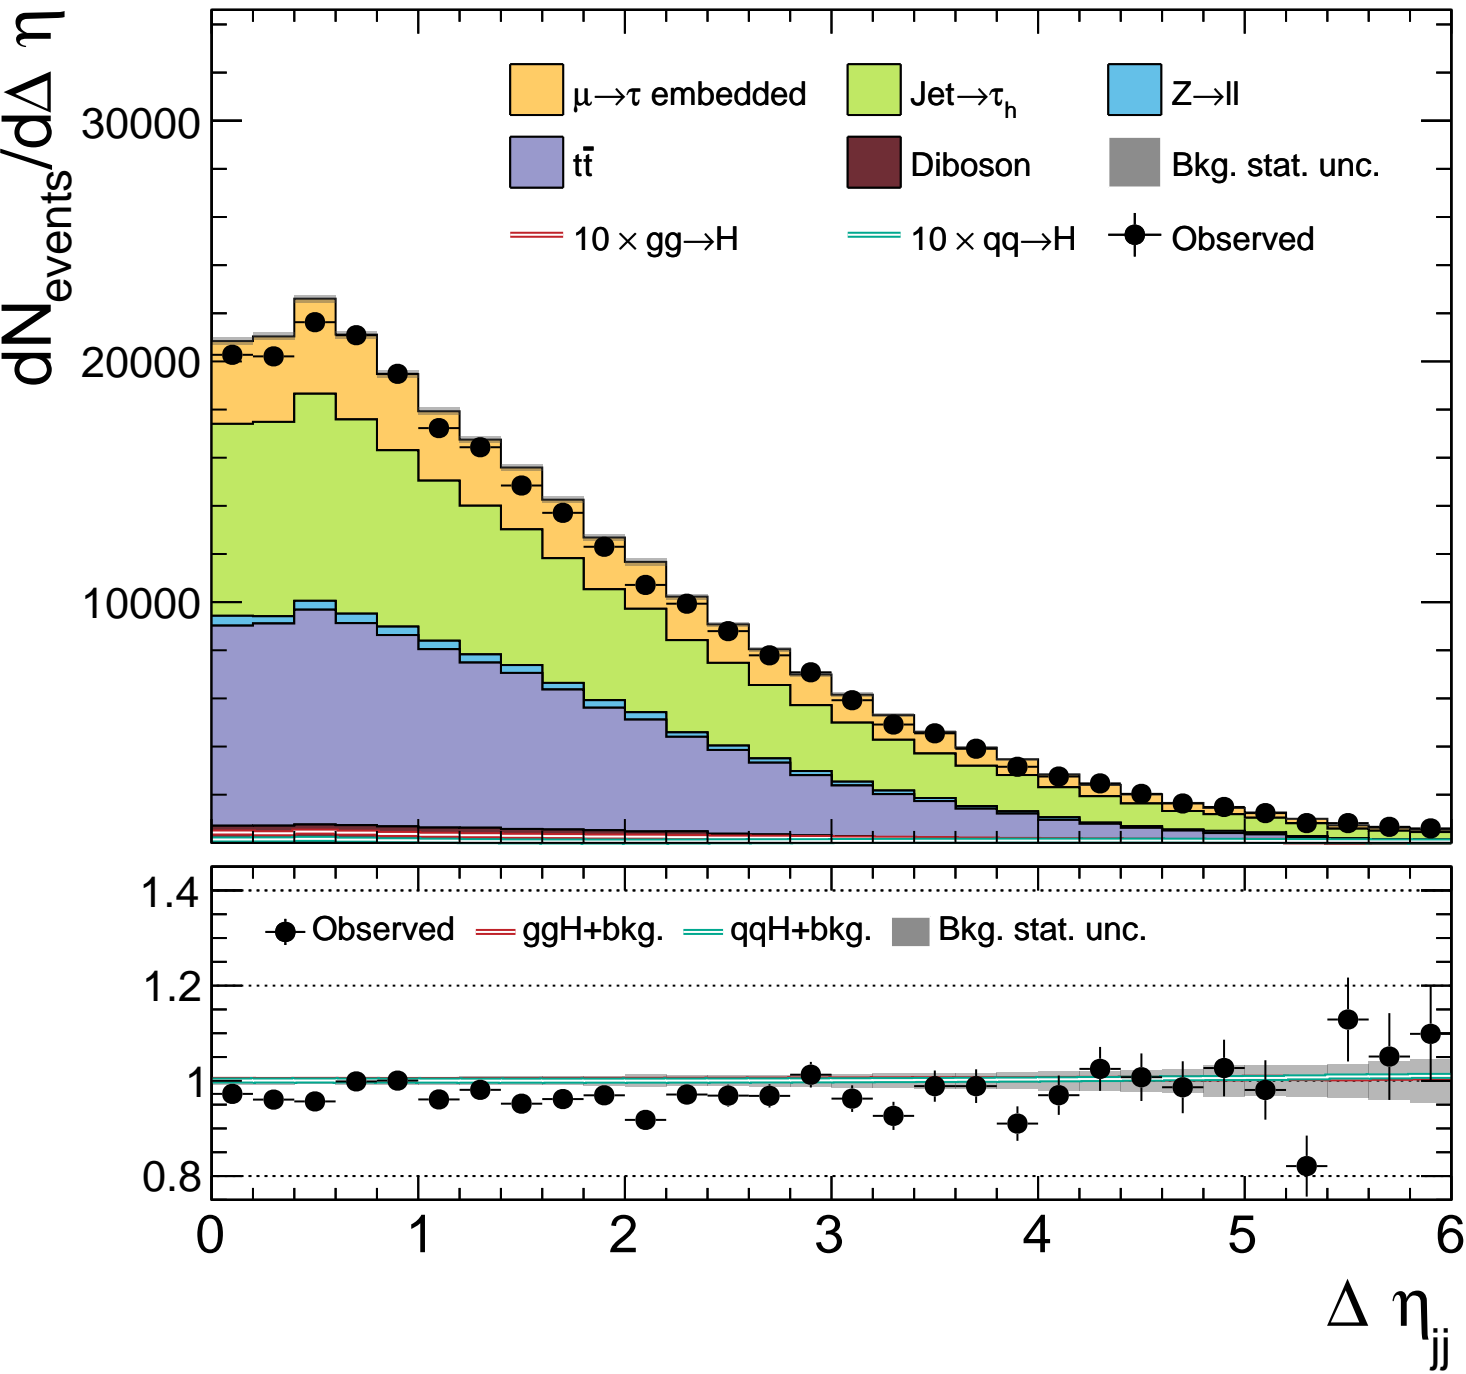 dN_events/dΔ η
30000
20000
10000
μ→τ embedded
Jet→τ_h
Z→ll
tt̄
Diboson
Bkg. stat. unc.
10 × gg→H
10 × qq→H
Observed
1.4
1.2
1
0.8
Observed
ggH+bkg.
qqH+bkg.
Bkg. stat. unc.
0 1 2 3 4 5 6
Δ η_jj